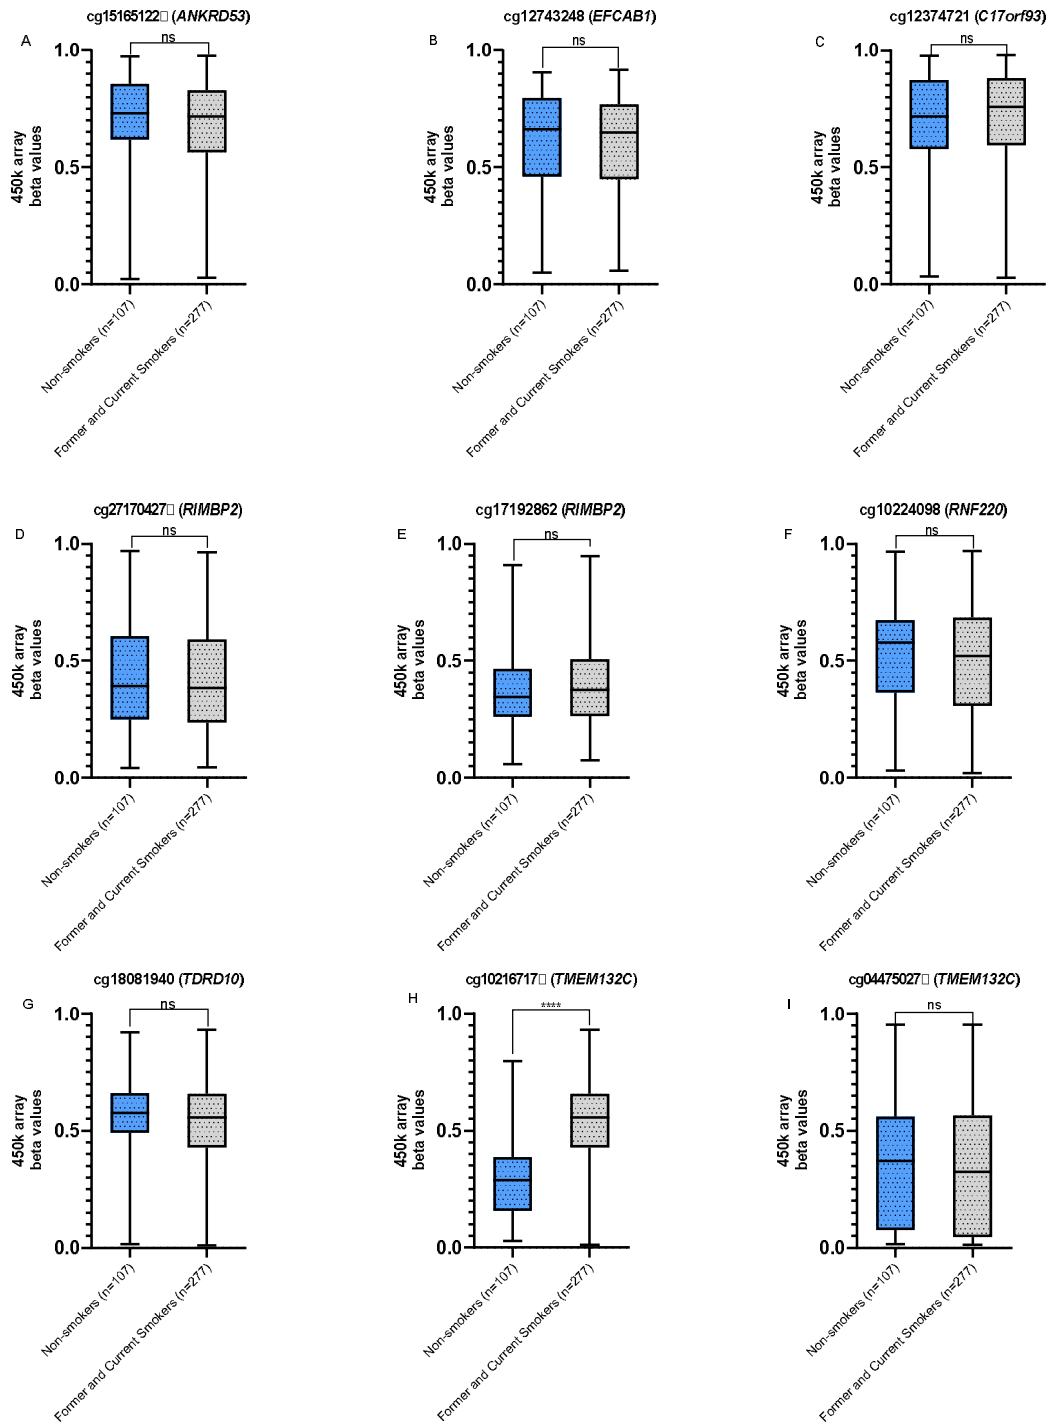 cg15165122□ (ANKRD53)
A
ns
1.0
0.5
0.0
450k array
beta values
Non-smokers (n=107)
Former and Current Smokers (n=277)
cg12743248 (EFCAB1)
B
ns
1.0
0.5
0.0
450k array
beta values
Non-smokers (n=107)
Former and Current Smokers (n=277)
cg12374721 (C17orf93)
C
ns
1.0
0.5
0.0
450k array
beta values
Non-smokers (n=107)
Former and Current Smokers (n=277)
cg27170427□ (RIMBP2)
D
ns
1.0
0.5
0.0
450k array
beta values
Non-smokers (n=107)
Former and Current Smokers (n=277)
cg17192862 (RIMBP2)
E
ns
1.0
0.5
0.0
450k array
beta values
Non-smokers (n=107)
Former and Current Smokers (n=277)
cg10224098 (RNF220)
F
ns
1.0
0.5
0.0
450k array
beta values
Non-smokers (n=107)
Former and Current Smokers (n=277)
cg18081940 (TDRD10)
G
ns
1.0
0.5
0.0
450k array
beta values
Non-smokers (n=107)
Former and Current Smokers (n=277)
cg10216717□ (TMEM132C)
H
****
1.0
0.5
0.0
450k array
beta values
Non-smokers (n=107)
Former and Current Smokers (n=277)
cg04475027□ (TMEM132C)
I
ns
1.0
0.5
0.0
450k array
beta values
Non-smokers (n=107)
Former and Current Smokers (n=277)